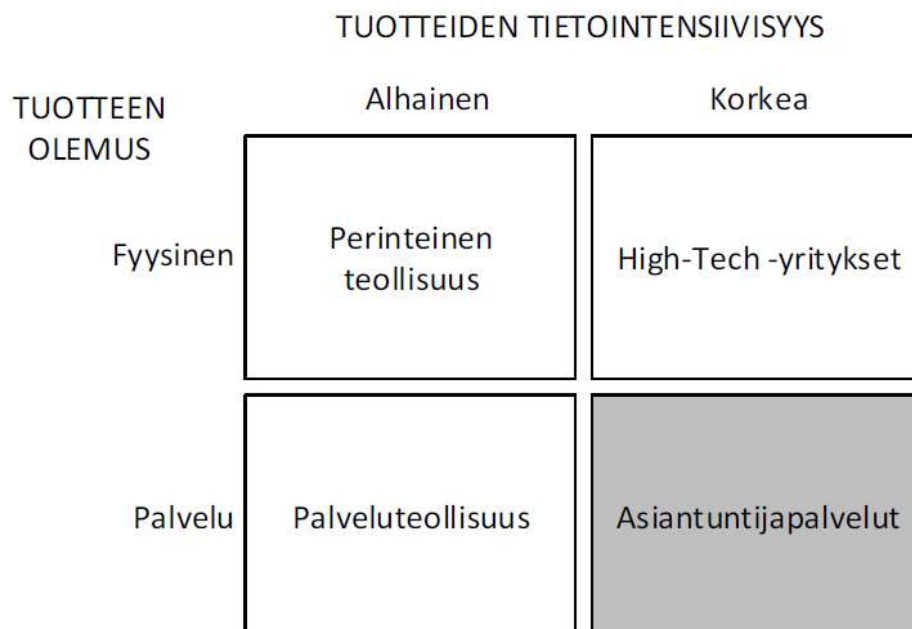 TUOTTEIDEN TIETOINTENSIIVISYYS
Alhainen
Korkea
TUOTTEEN
OLEMUS
Fyysinen
Perinteinen
teollisuus
High-Tech -yritykset
Palvelu
Palveluteollisuus
Asiantuntijapalvelut